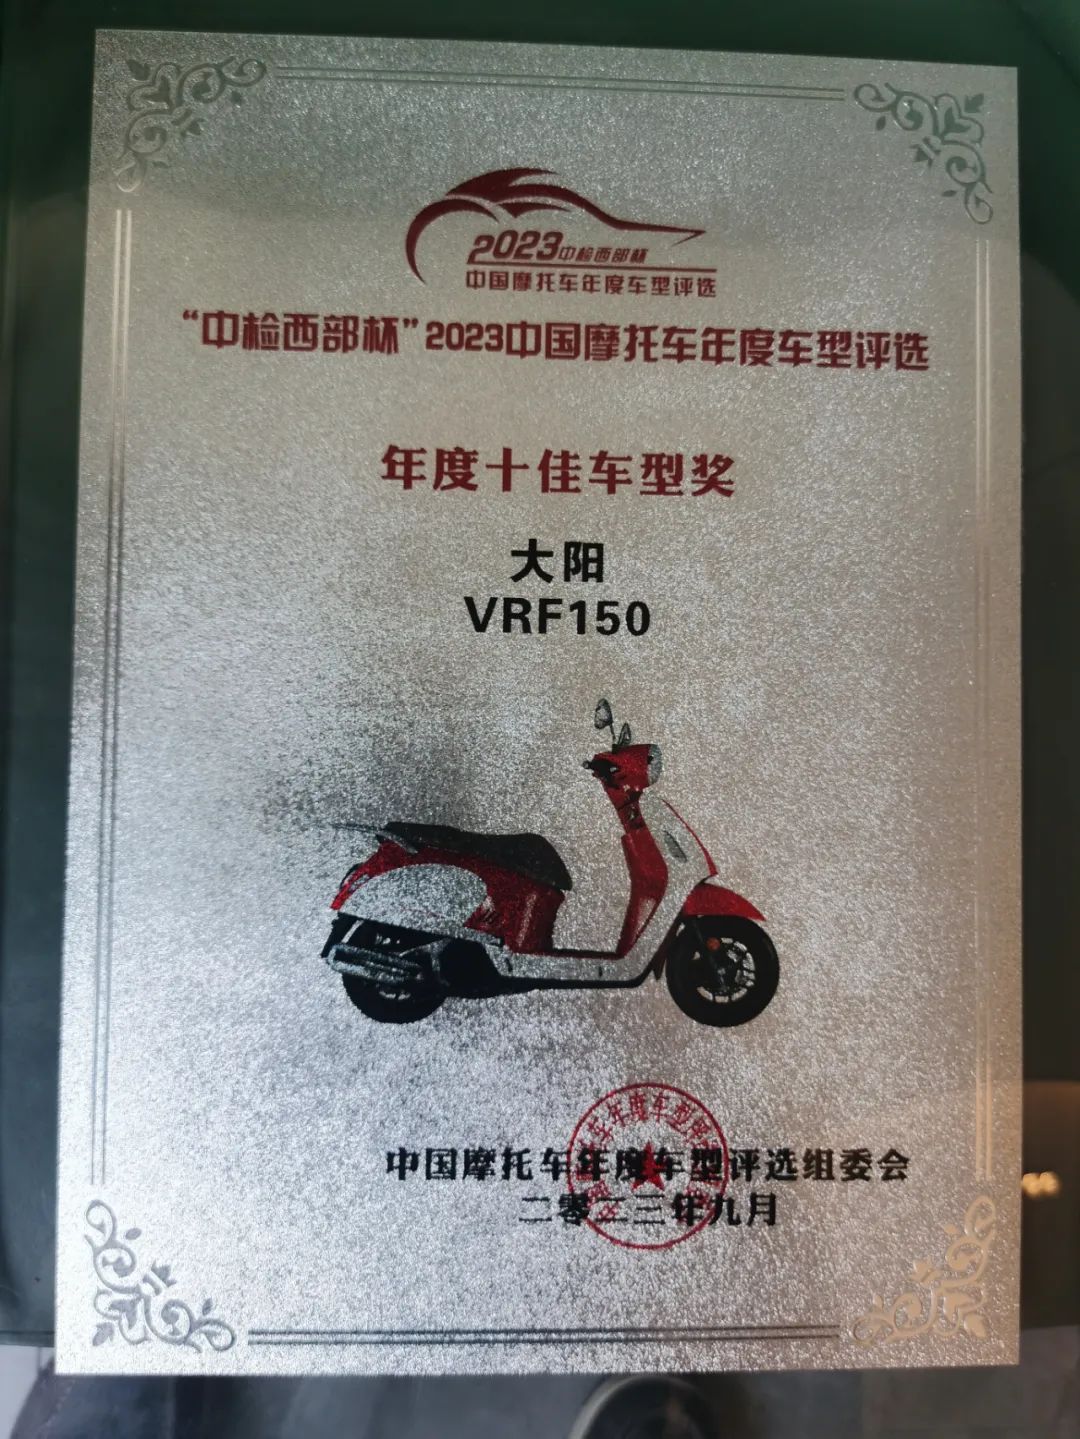 2023中检西部杯
中国摩托车年度车型评选
“中检西部杯”2023中国摩托车年度车型评选
年度十佳车型奖
大阳
VRF150
中国摩托车年度车型评选组委会
二零二三年九月